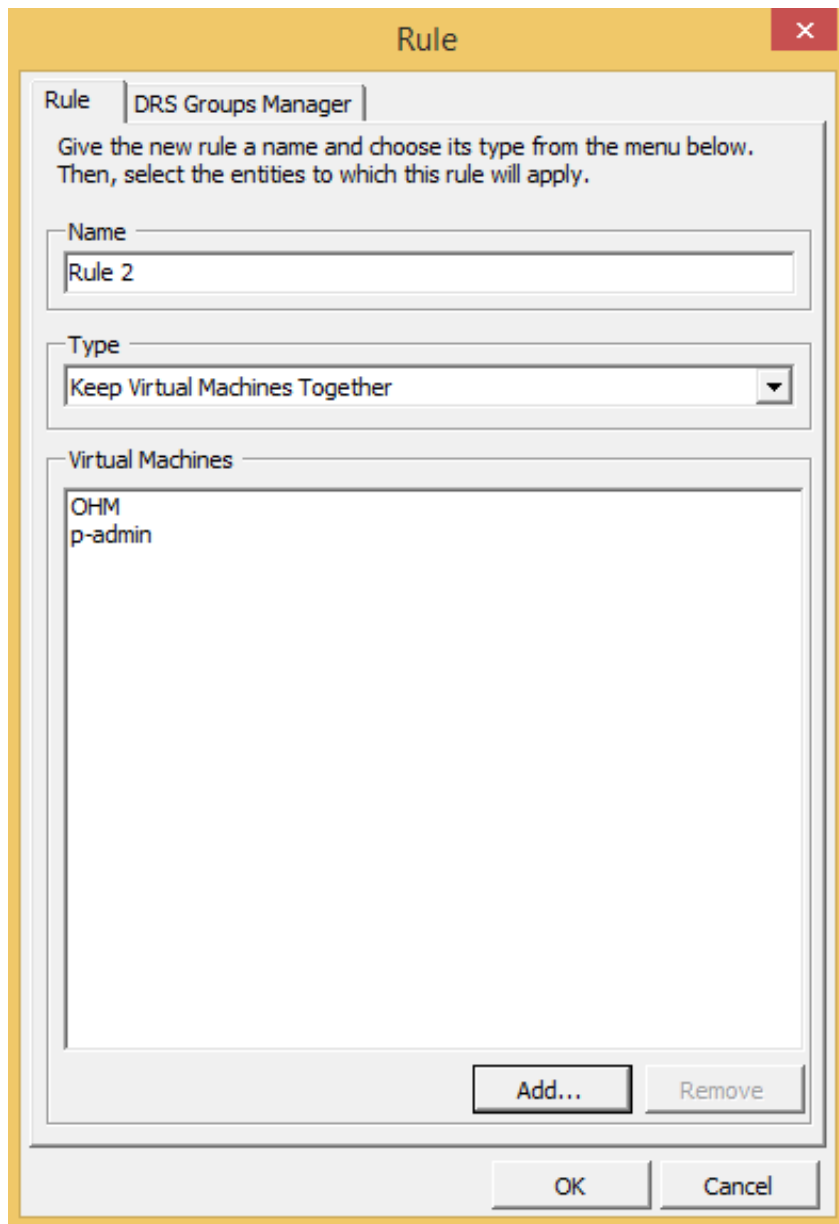 Rule
Rule
DRS Groups Manager
Give the new rule a name and choose its type from the menu below.
Then, select the entities to which this rule will apply.
Name
Rule 2
Type
Keep Virtual Machines Together
Virtual Machines
OHM
p-admin
Add...
Remove
OK
Cancel